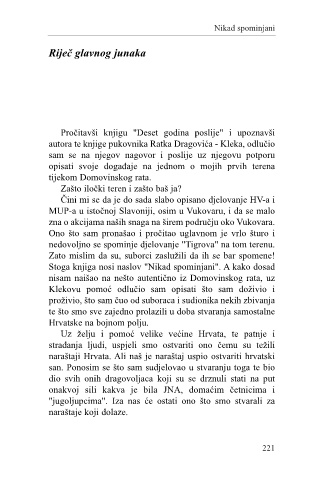 Nikad spominjani
Riječ glavnog junaka
Pročitavši knjigu "Deset godina poslije" i upoznavši
autora te knjige pukovnika Ratka Dragovića - Kleka, odlučio
sam se na njegov nagovor i poslije uz njegovu potporu
opisati svoje događaje na jednom o mojih prvih terena
tijekom Domovinskog rata.
Zašto iločki teren i zašto baš ja?
Čini mi se da je do sada slabo opisano djelovanje HV-a i
MUP-a u istočnoj Slavoniji, osim u Vukovaru, i da se malo
zna o akcijama naših snaga na širem području oko Vukovara.
Ono što sam pronašao i pročitao uglavnom je vrlo šturo i
nedovoljno se spominje djelovanje "Tigrova" na tom terenu.
Zato mislim da su, suborci zaslužili da ih se bar spomene!
Stoga knjiga nosi naslov "Nikad spominjani". A kako dosad
nisam naišao na nešto autentično iz Domovinskog rata, uz
Klekovu pomoć odlučio sam opisati što sam doživio i
proživio, što sam čuo od suboraca i sudionika nekih zbivanja
te što smo sve zajedno prolazili u doba stvaranja samostalne
Hrvatske na bojnom polju.
Uz želju i pomoć velike većine Hrvata, te patnje i
stradanja ljudi, uspjeli smo ostvariti ono čemu su težili
naraštaji Hrvata. Ali naš je naraštaj uspio ostvariti hrvatski
san. Ponosim se što sam sudjelovao u stvaranju toga te bio
dio svih onih dragovoljaca koji su se drznuli stati na put
onakvoj sili kakva je bila JNA, domaćim četnicima i
"jugoljupcima". Iza nas će ostati ono što smo stvarali za
naraštaje koji dolaze.
221